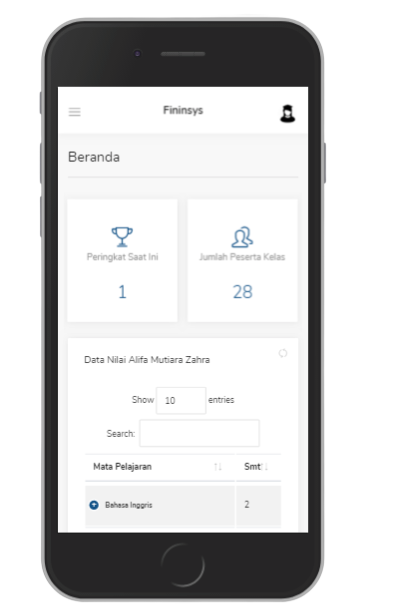 Fininsys
Beranda
Peringkat Saat Ini
1
Jumlah Peserta Kelas
28
Data Nilai Alifa Mutiara Zahra
Show 10 entries
Search:
Mata Pelajaran Smt
Bahasa Inggris 2